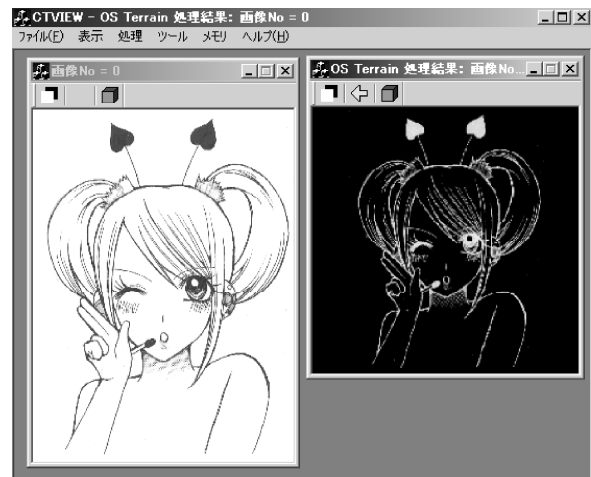 CTVIEW - OS Terrain 処理結果: 画像No = 0
ファイル(F) 表示 処理 ツール メモリ ヘルプ(H)
画像No = 0
OS Terrain 処理結果: 画像No...